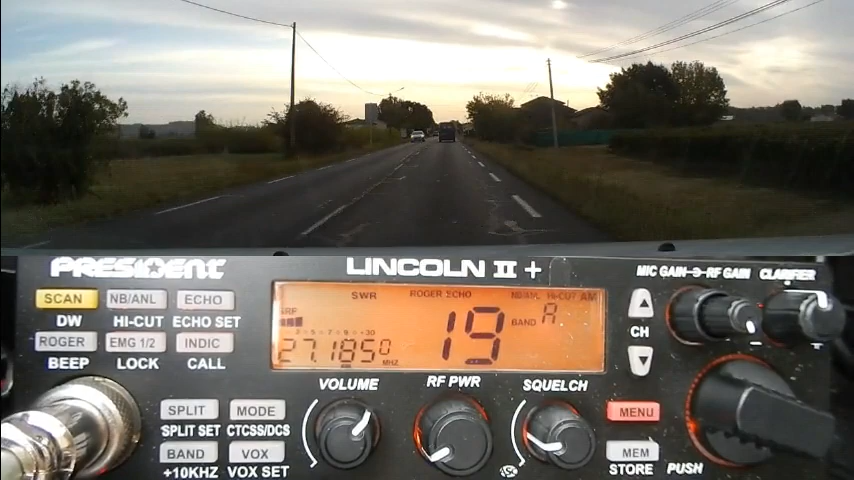 PRESIDENT LINCOLN II + MIC GAIN RF GAIN CLARIFIER
SCAN NB/ANL ECHO
DW HI-CUT ECHO SET
ROGER EMG 1/2 INDIC
BEEP LOCK CALL
SWR ROGER ECHO NB/ANL HI-CUT AM
19 BAND A
27.1850 MHZ
CH
VOLUME RF PWR SQUELCH
SPLIT MODE
SPLIT SET CTCSS/DCS
BAND VOX
+10KHZ VOX SET
MENU
MEM
STORE PUSH